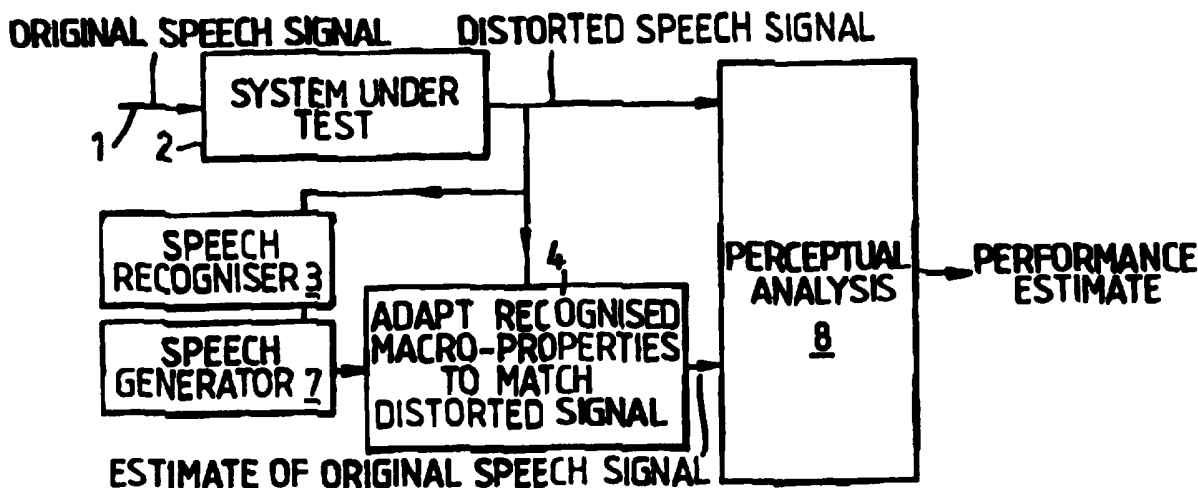 ORIGINAL SPEECH SIGNAL
DISTORTED SPEECH SIGNAL
SYSTEM UNDER
TEST
1
2
SPEECH
RECOGNISER 3
SPEECH
GENERATOR 7
4
ADAPT RECOGNISED
MACRO-PROPERTIES
TO MATCH
DISTORTED SIGNAL
PERCEPTUAL
ANALYSIS
8
PERFORMANCE
ESTIMATE
ESTIMATE OF ORIGINAL SPEECH SIGNAL